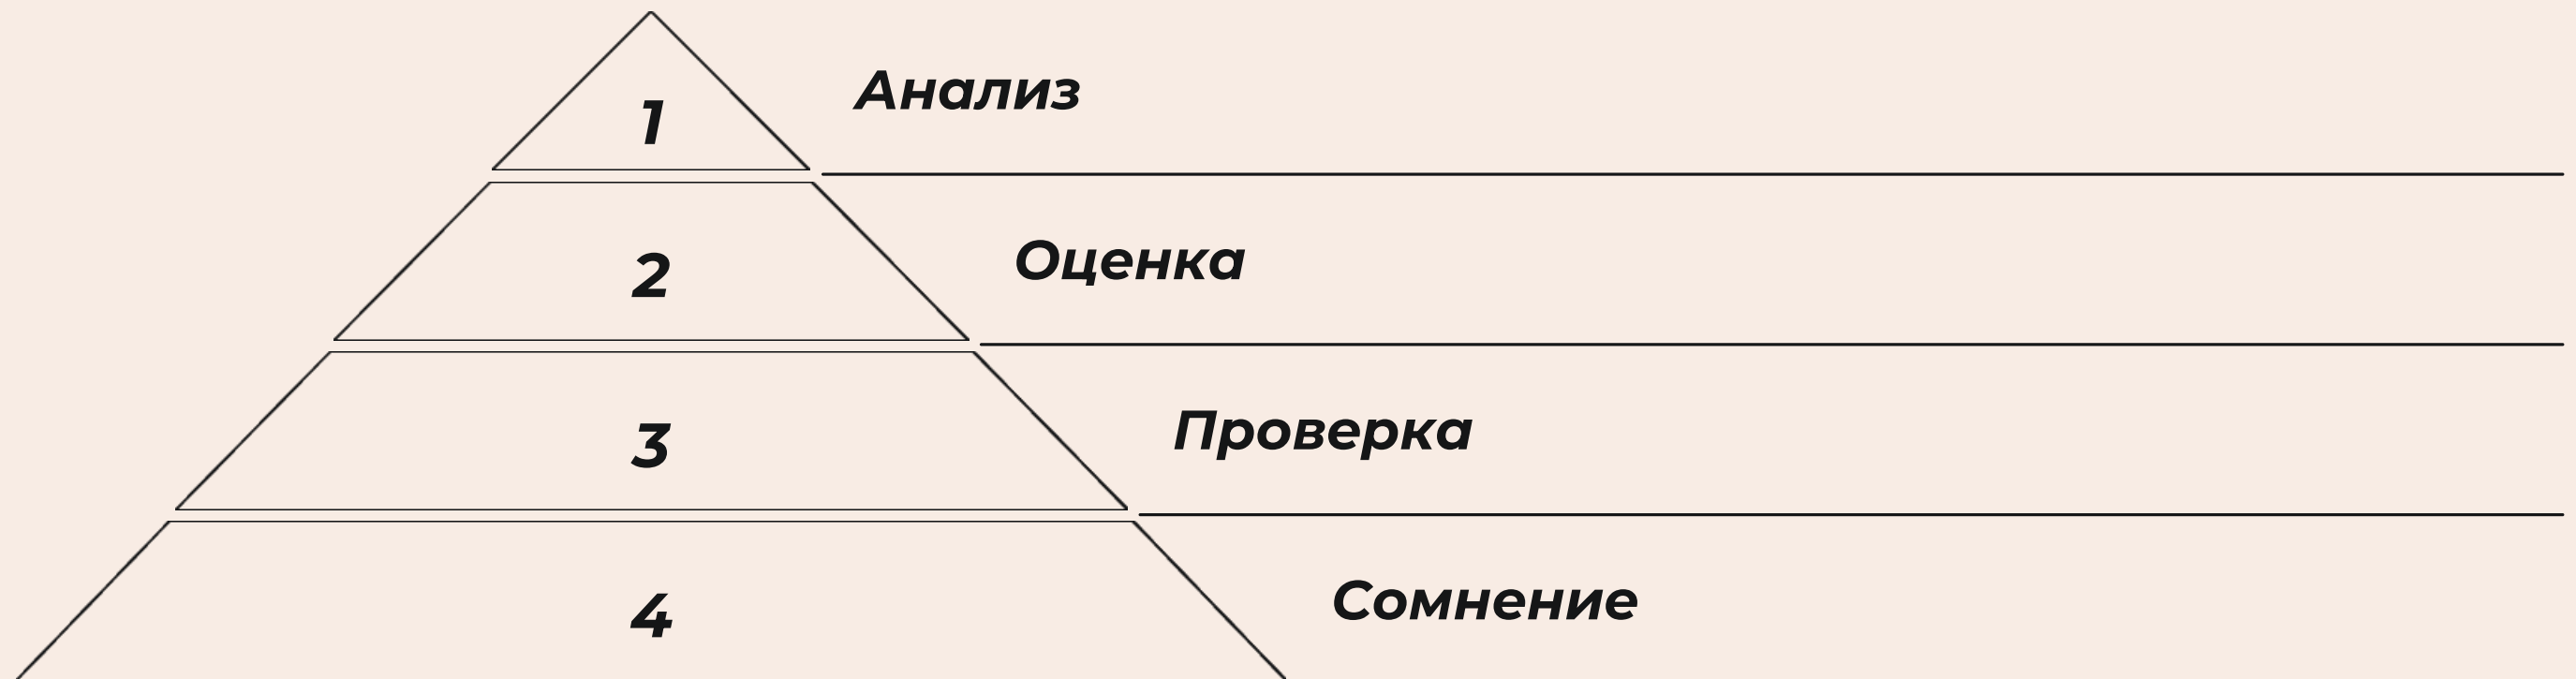 1 Анализ
2 Оценка
3 Проверка
4 Сомнение